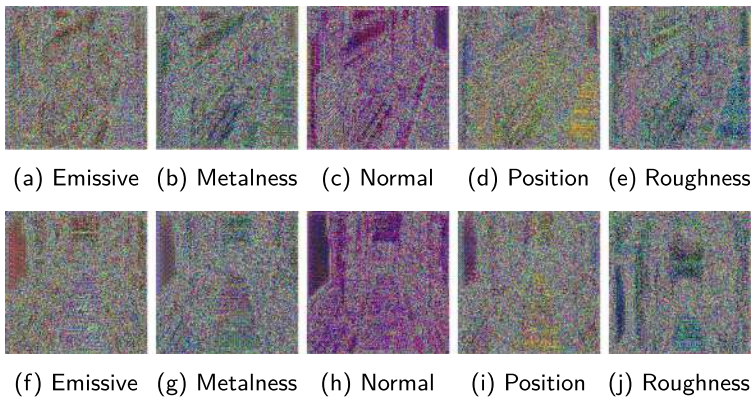 (a) Emissive (b) Metalness (c) Normal (d) Position (e) Roughness
(f) Emissive (g) Metalness (h) Normal (i) Position (j) Roughness